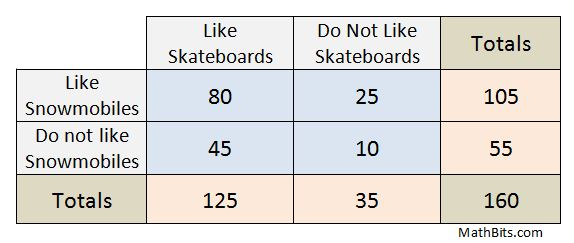 Like Skateboards
Do Not Like Skateboards
Totals
Like Snowmobiles
80
25
105
Do not like Snowmobiles
45
10
55
Totals
125
35
160
MathBits.com